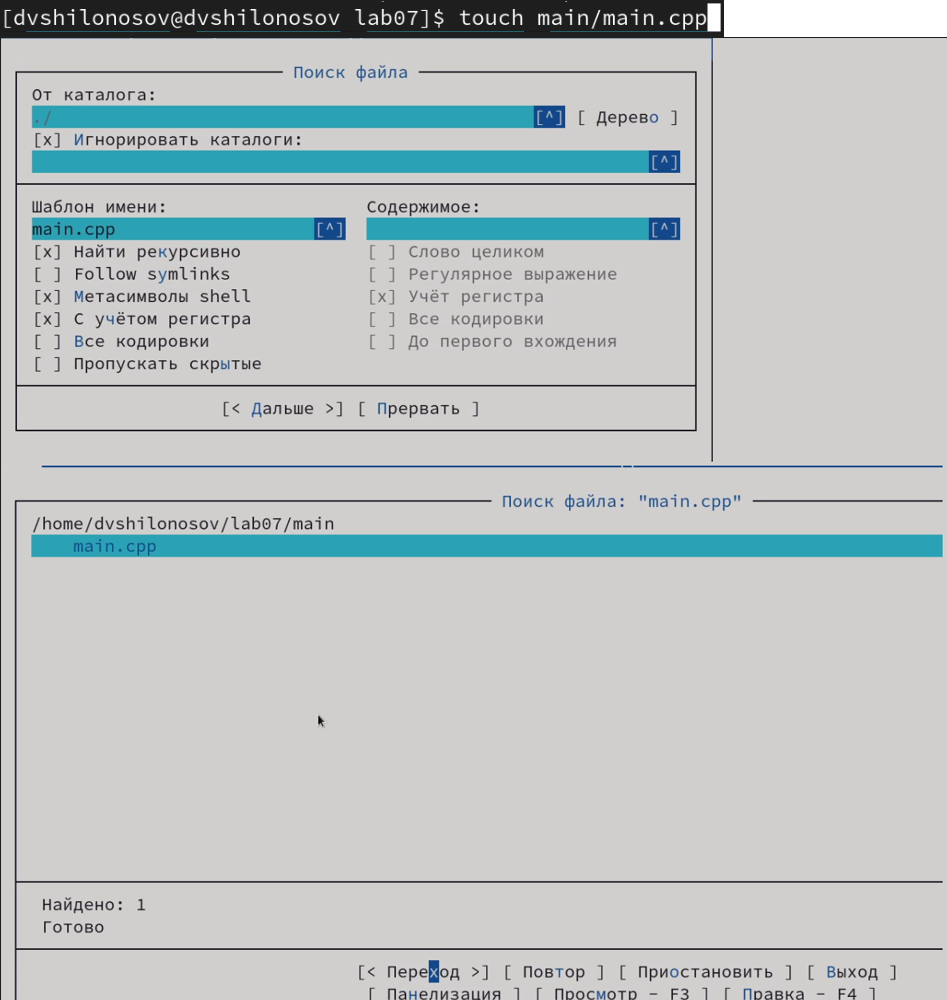 [dvshilonosov@dvshilonosov lab07]$ touch main/main.cpp
Поиск файла
От каталога:
./ [^] [ Дерево ]
[x] Игнорировать каталоги:
[^]
Шаблон имени: Содержимое:
main.cpp [^] [^]
[x] Найти рекурсивно [ ] Слово целиком
[ ] Follow symlinks [ ] Регулярное выражение
[x] Метасимволы shell [x] Учёт регистра
[x] С учётом регистра [ ] Все кодировки
[ ] Все кодировки [ ] До первого вхождения
[ ] Пропускать скрытые
[< Дальше >] [ Прервать ]
Поиск файла: "main.cpp"
/home/dvshilonosov/lab07/main
main.cpp
Найдено: 1
Готово
[< Переход >] [ Повтор ] [ Приостановить ] [ Выход ]
[ Панелизация ] [ Просмотр - F3 ] [ Правка - F4 ]